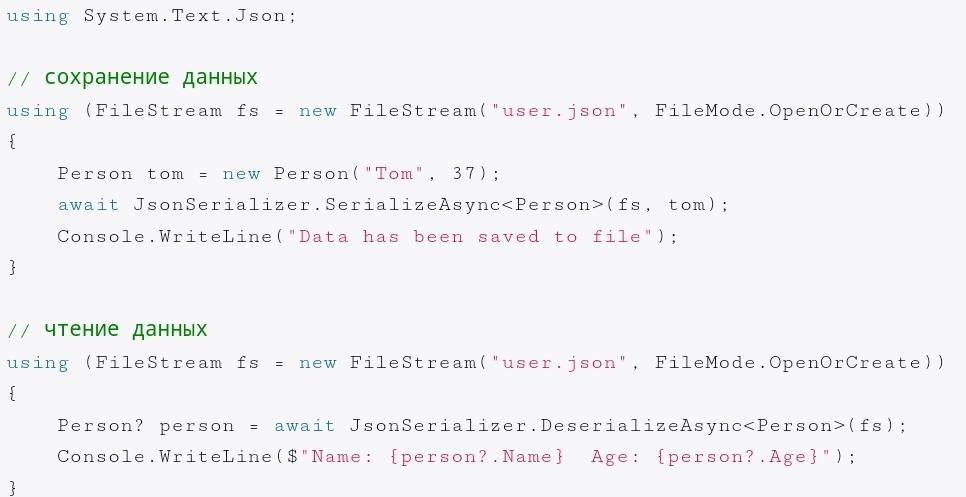 using System.Text.Json;
// сохранение данных
using (FileStream fs = new FileStream("user.json", FileMode.OpenOrCreate))
{
    Person tom = new Person("Tom", 37);
    await JsonSerializer.SerializeAsync<Person>(fs, tom);
    Console.WriteLine("Data has been saved to file");
}
// чтение данных
using (FileStream fs = new FileStream("user.json", FileMode.OpenOrCreate))
{
    Person? person = await JsonSerializer.DeserializeAsync<Person>(fs);
    Console.WriteLine($"Name: {person?.Name}  Age: {person?.Age}");
}